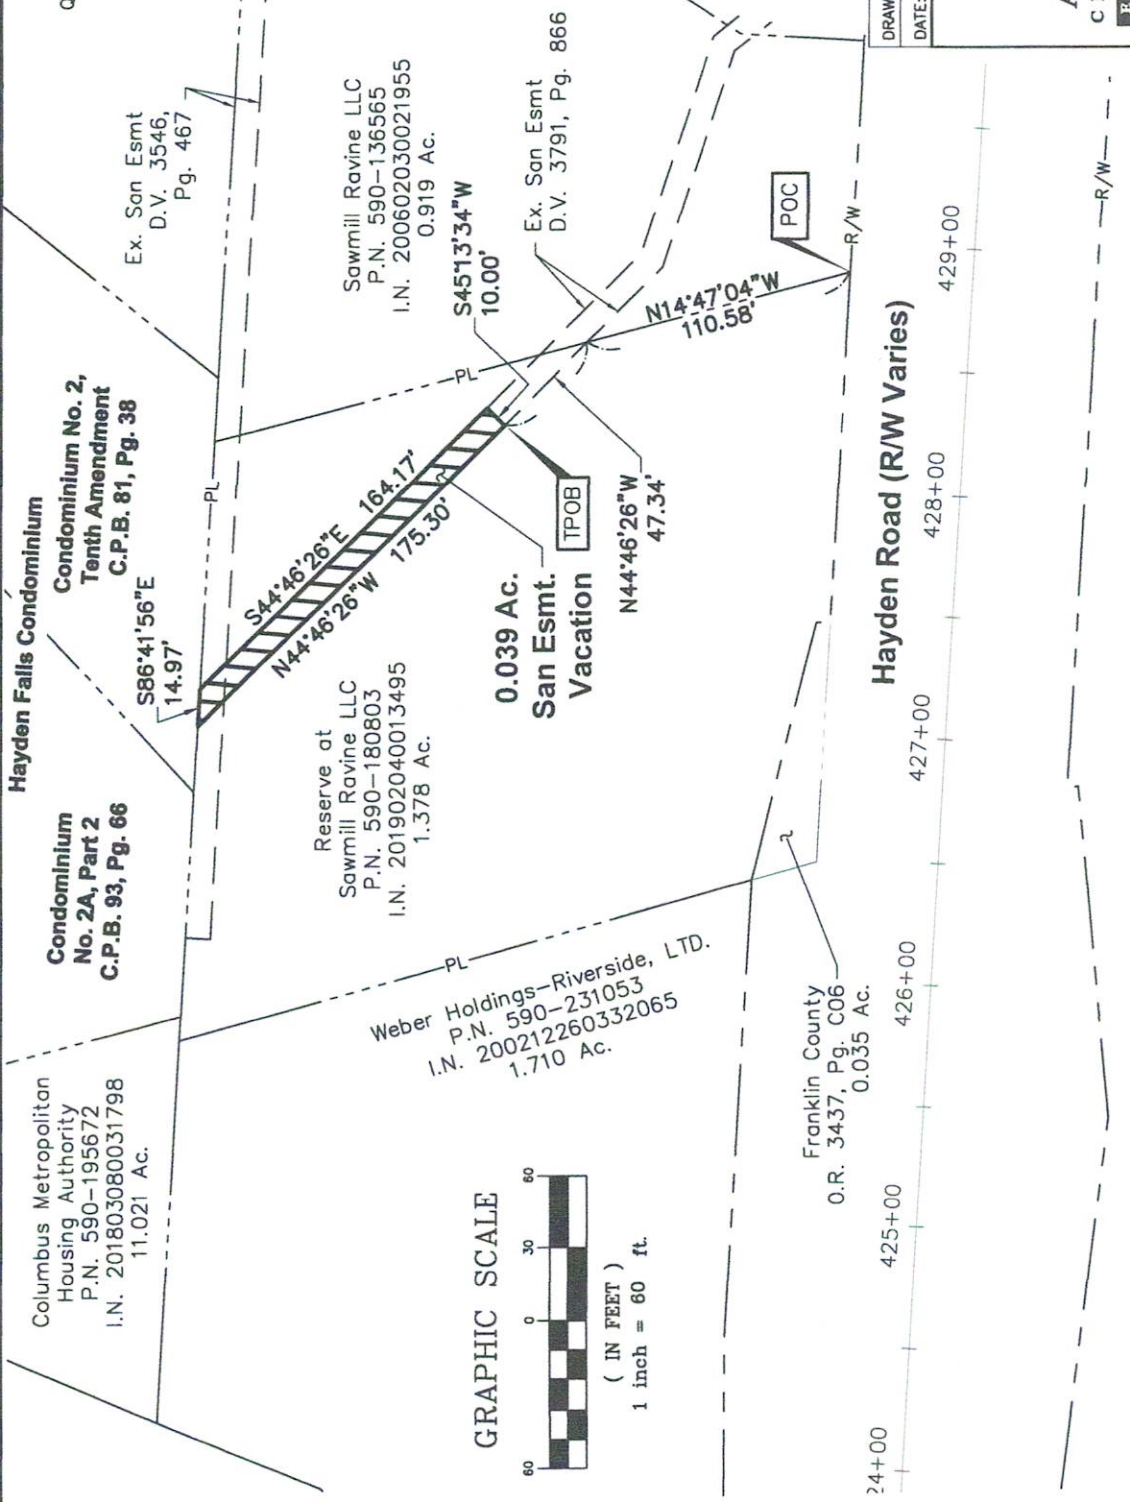 Hayden Falls Condominium
Condominium No. 2,
Tenth Amendment
C.P.B. 81, Pg. 38
Condominium
No. 2A, Part 2
C.P.B. 93, Pg. 66
Columbus Metropolitan
Housing Authority
P.N. 590-195672
I.N. 201803080031798
11.021 Ac.
S86°41'56"E
14.97'
PL
Ex. San Esmt
D.V. 3546,
Pg. 467
Sawmill Ravine LLC
P.N. 590-136565
I.N. 200602030021955
0.919 Ac.
S45°13'34"W
10.00'
Ex. San Esmt
D.V. 3791, Pg. 866
PL
S44°46'26"E 164.17'
N44°46'26"W 175.30'
Reserve at
Sawmill Ravine LLC
P.N. 590-180803
I.N. 201902040013495
1.378 Ac.
0.039 Ac.
San Esmt.
Vacation
TPOB
N44°46'26"W
47.34'
N14°47'04"W
110.58'
POC
R/W
PL
Weber Holdings-Riverside, LTD.
P.N. 590-231053
I.N. 200212260332065
1.710 Ac.
GRAPHIC SCALE
60 0 30 60
( IN FEET )
1 inch = 60 ft.
Franklin County
O.R. 3437, Pg. C06
0.035 Ac.
Hayden Road (R/W Varies)
24+00 425+00 426+00 427+00 428+00 429+00
R/W
DRAW
DATE: